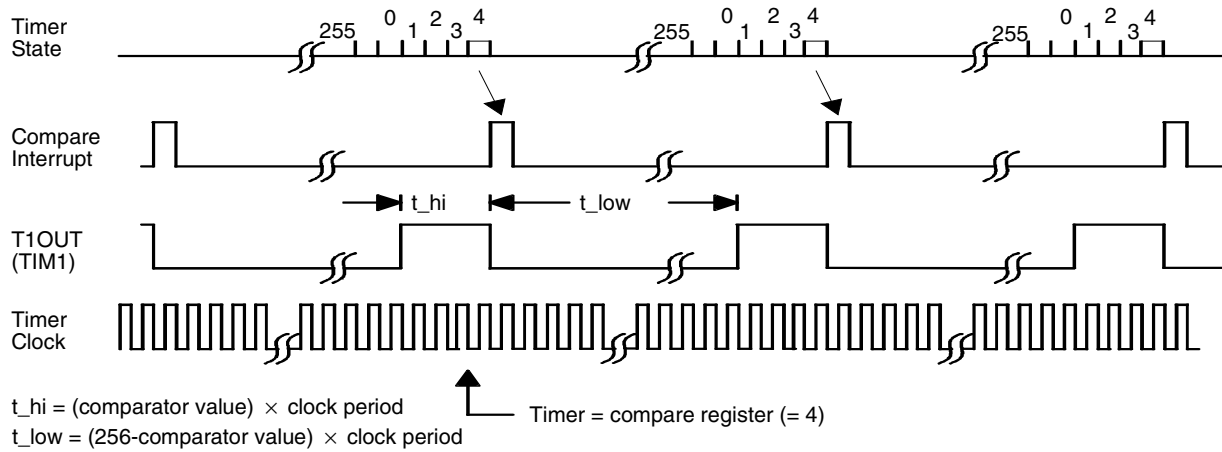 Timer
State
255 0 1 2 3 4
255 0 1 2 3 4
255 0 1 2 3 4
Compare
Interrupt
t_hi
t_low
T1OUT
(TIM1)
Timer
Clock
t_hi = (comparator value) × clock period
t_low = (256-comparator value) × clock period
Timer = compare register (= 4)